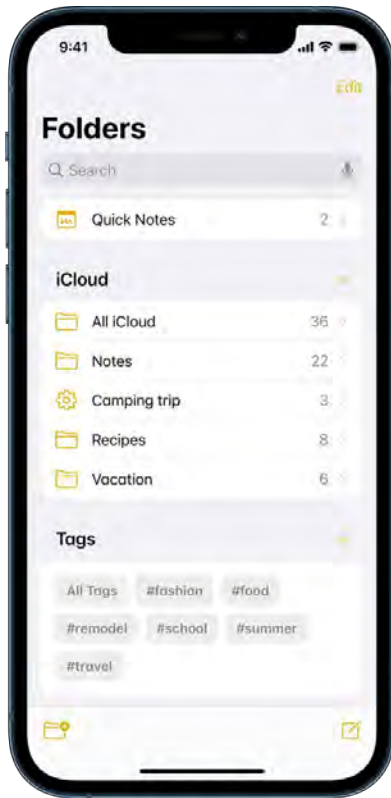 9:41
Edit
Folders
Search
Quick Notes 2
iCloud
All iCloud 36
Notes 22
Camping trip 3
Recipes 8
Vacation 6
Tags
All Tags #fashion #food
#remodel #school #summer
#travel